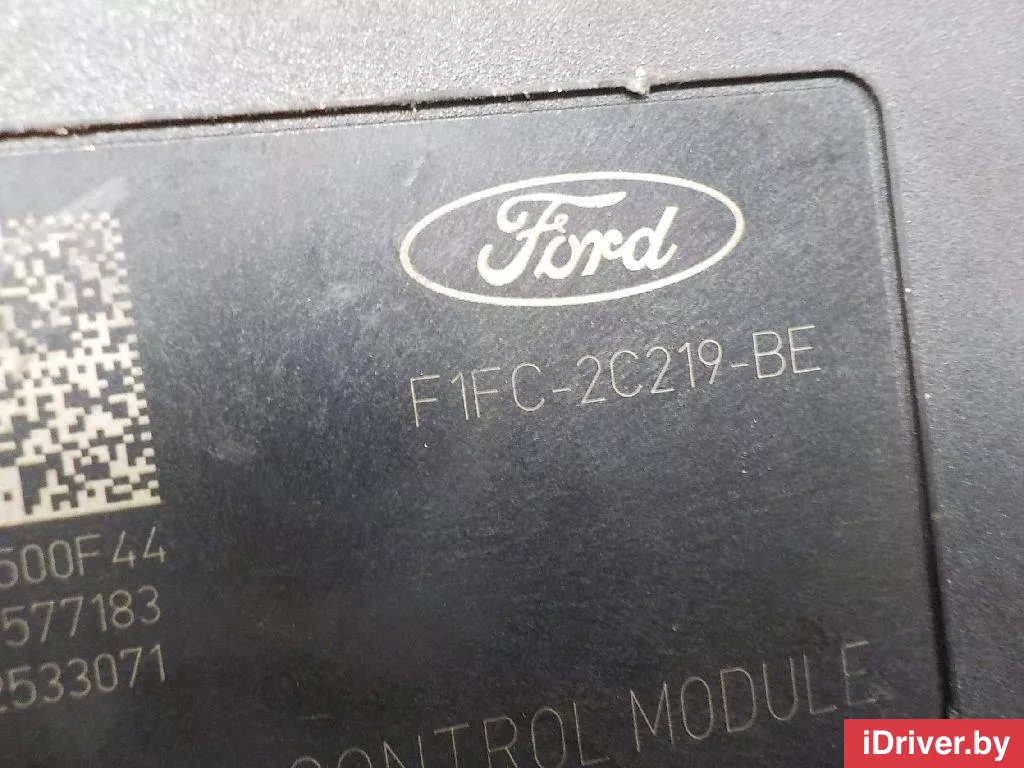 Ford
F1FC-2C219-BE
500F44
577183
2533071
CONTROL MODULE
iDriver.by